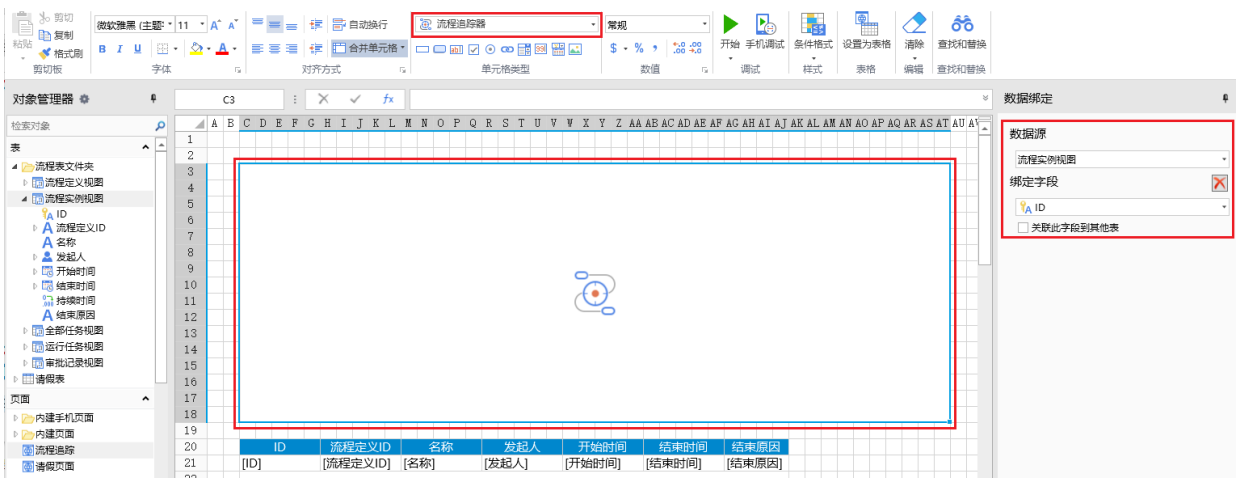 剪切
复制
粘贴
格式刷
剪切板
微软雅黑 (主题: 11 A A
B I U A
字体
自动换行
合并单元格
对齐方式
流程追踪器
单元格类型
常规
$ % ,
数值
开始 手机调试
调试
条件格式
样式
设置为表格
表格
清除
编辑
查找和替换
查找和替换
对象管理器
C3
fx
数据绑定
检索对象
表
流程表文件夹
流程定义视图
流程实例视图
ID
流程定义ID
名称
发起人
开始时间
结束时间
持续时间
结束原因
全部任务视图
运行任务视图
审批记录视图
请假表
页面
内建手机页面
内建页面
流程追踪
请假页面
A B C D E F G H I J K L M N O P Q R S T U V W X Y Z AA AB AC AD AE AF AG AH AI AJ AK AL AM AN AO AP AQ AR AS AT AU
1
2
3
4
5
6
7
8
9
10
11
12
13
14
15
16
17
18
19
20 ID 流程定义ID 名称 发起人 开始时间 结束时间 结束原因
21 [ID] [流程定义ID] [名称] [发起人] [开始时间] [结束时间] [结束原因]
数据源
流程实例视图
绑定字段
ID
关联此字段到其他表